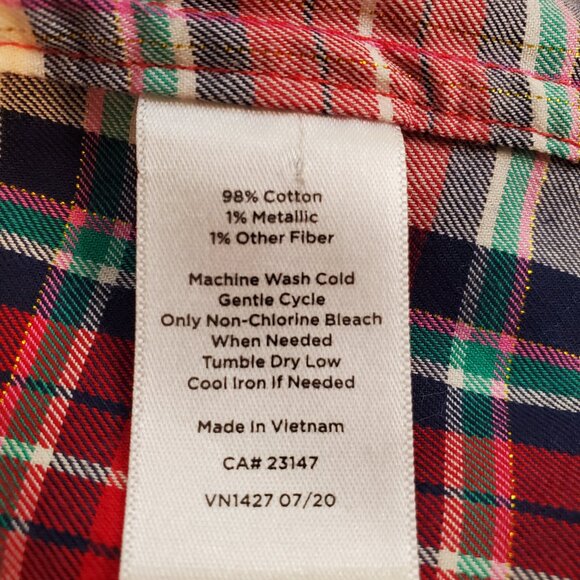 98% Cotton
1% Metallic
1% Other Fiber
Machine Wash Cold
Gentle Cycle
Only Non-Chlorine Bleach
When Needed
Tumble Dry Low
Cool Iron If Needed
Made In Vietnam
CA# 23147
VN1427 07/20